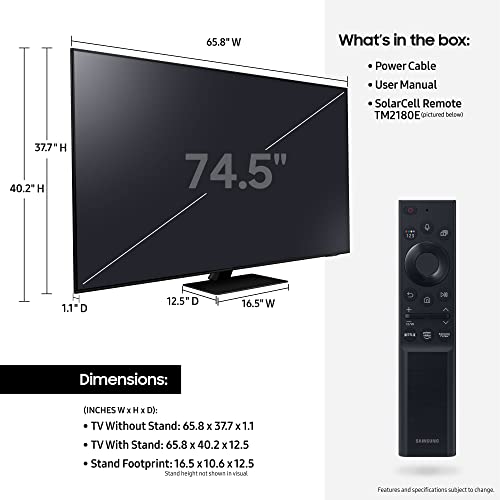 65.8" W
What's in the box:
• Power Cable
• User Manual
• SolarCell Remote
TM2180E (pictured below)
37.7" H
40.2" H
74.5"
1.1" D
12.5" D
16.5" W
123
NETFLIX
SAMSUNG
Dimensions:
(INCHES W x H x D):
• TV Without Stand: 65.8 x 37.7 x 1.1
• TV With Stand: 65.8 x 40.2 x 12.5
• Stand Footprint: 16.5 x 10.6 x 12.5
Stand height not shown in visual
Features and specifications subject to change.